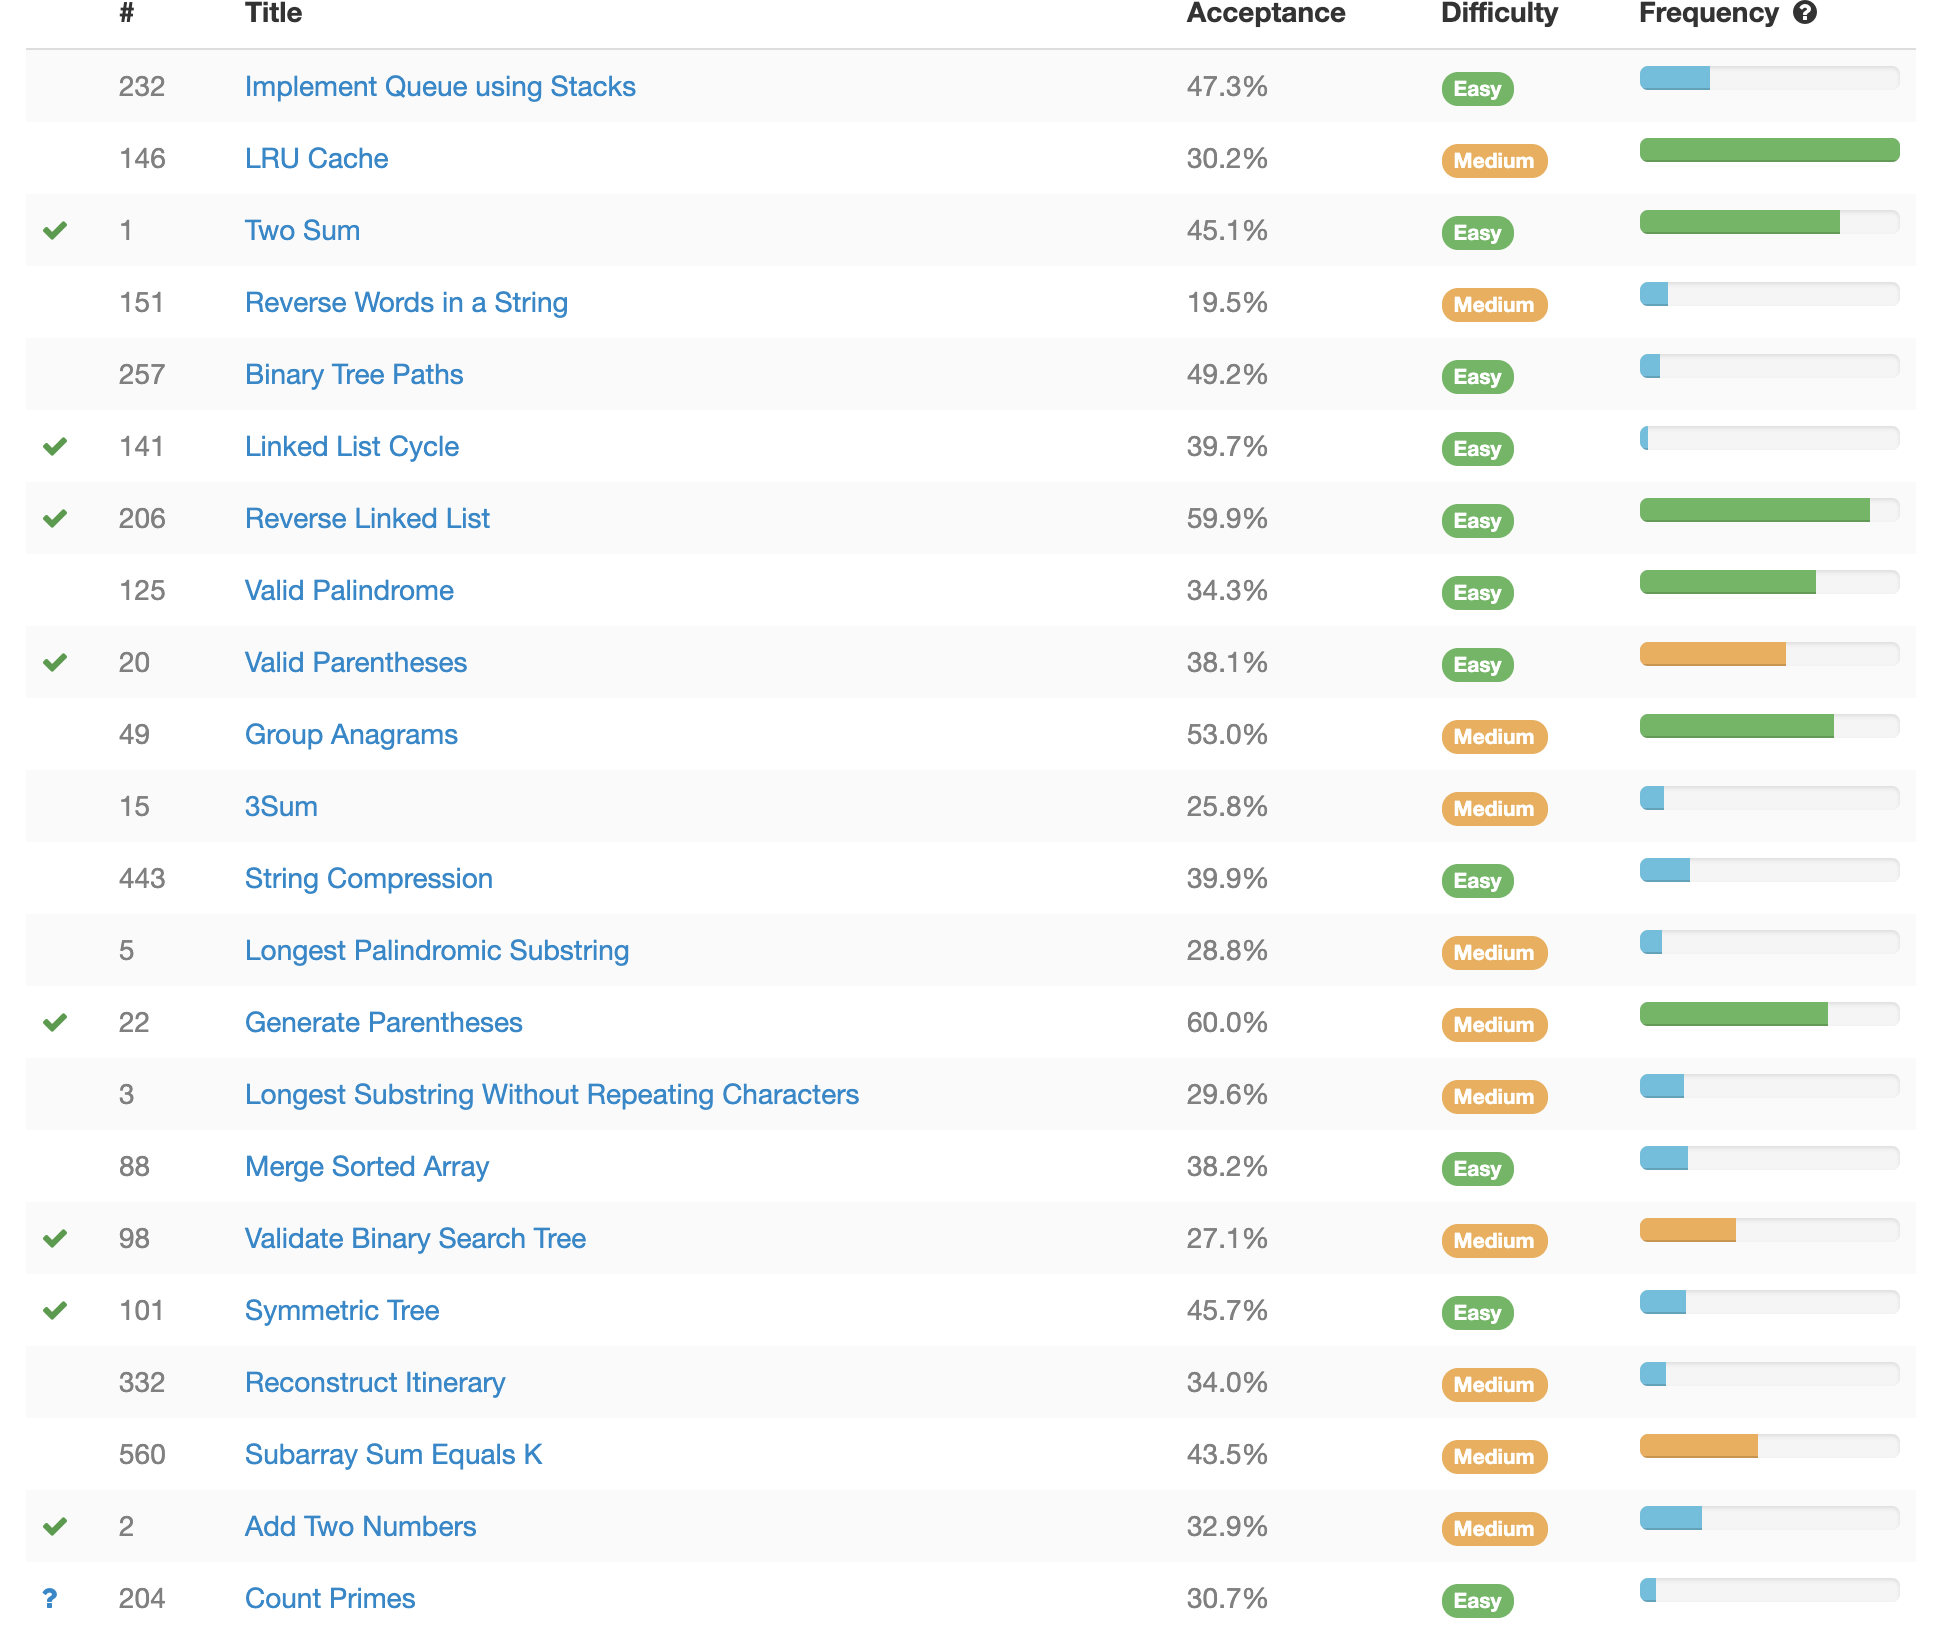 # Title Acceptance Difficulty Frequency ?
232 Implement Queue using Stacks 47.3% Easy
146 LRU Cache 30.2% Medium
1 Two Sum 45.1% Easy
151 Reverse Words in a String 19.5% Medium
257 Binary Tree Paths 49.2% Easy
141 Linked List Cycle 39.7% Easy
206 Reverse Linked List 59.9% Easy
125 Valid Palindrome 34.3% Easy
20 Valid Parentheses 38.1% Easy
49 Group Anagrams 53.0% Medium
15 3Sum 25.8% Medium
443 String Compression 39.9% Easy
5 Longest Palindromic Substring 28.8% Medium
22 Generate Parentheses 60.0% Medium
3 Longest Substring Without Repeating Characters 29.6% Medium
88 Merge Sorted Array 38.2% Easy
98 Validate Binary Search Tree 27.1% Medium
101 Symmetric Tree 45.7% Easy
332 Reconstruct Itinerary 34.0% Medium
560 Subarray Sum Equals K 43.5% Medium
2 Add Two Numbers 32.9% Medium
? 204 Count Primes 30.7% Easy